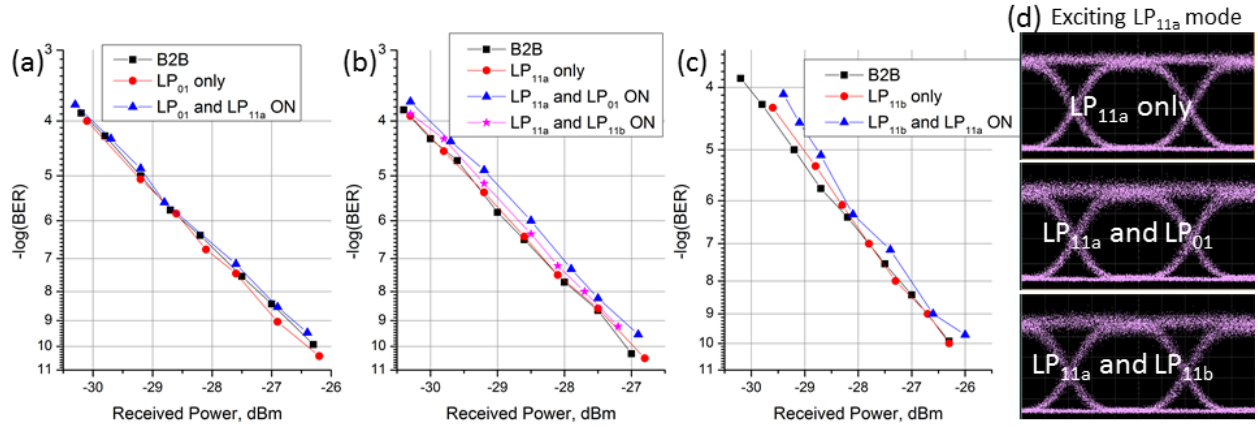 (a)
B2B
LP01 only
LP01 and LP11a ON
3
4
5
6
7
8
9
10
11
-log(BER)
-30 -29 -28 -27 -26
Received Power, dBm
(b)
B2B
LP11a only
LP11a and LP01 ON
LP11a and LP11b ON
3
4
5
6
7
8
9
10
11
-log(BER)
-30 -29 -28 -27
Received Power, dBm
(c)
B2B
LP11b only
LP11b and LP11a ON
4
5
6
7
8
9
10
11
-log(BER)
-30 -29 -28 -27 -26
Received Power, dBm
(d) Exciting LP11a mode
LP11a only
LP11a and LP01
LP11a and LP11b